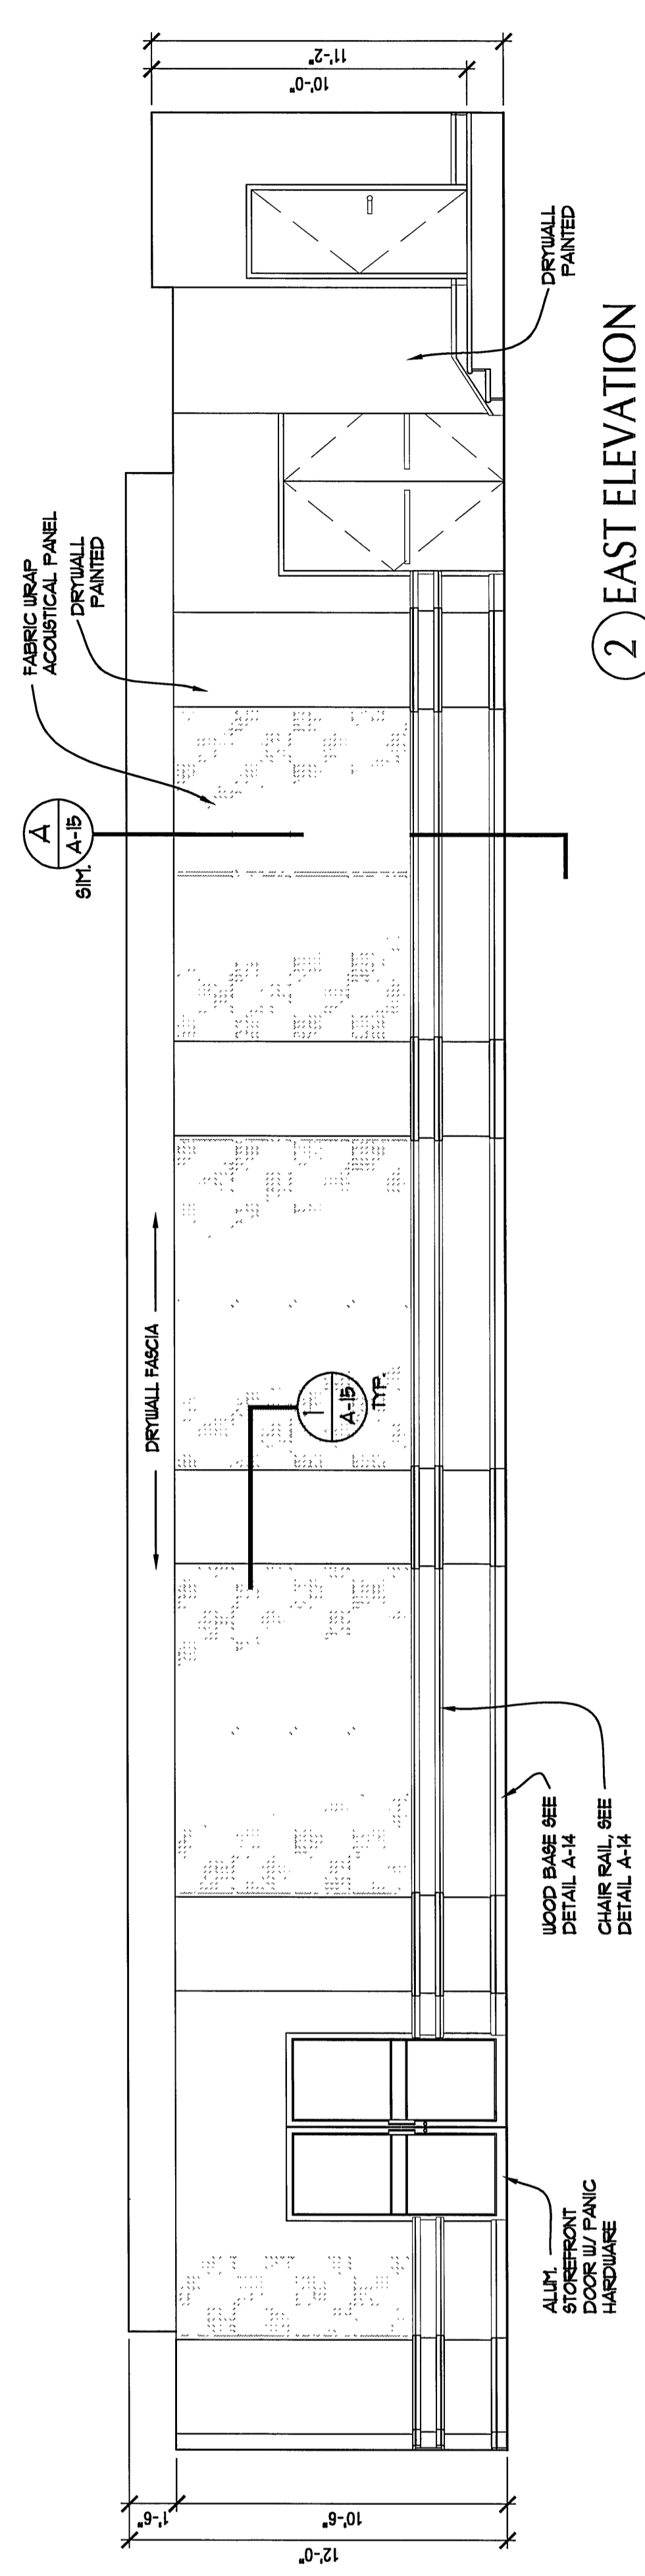 12'-0"
1'-6"
10'-6"
ALUM.
STOREFRONT
DOOR W/ PANIC
HARDWARE
WOOD BASE SEE
DETAIL A-14
CHAIR RAIL, SEE
DETAIL A-14
DRYWALL FASCIA
1
A-15
TYP.
A
A-15
SIM.
FABRIC WRAP
ACOUSTICAL PANEL
DRYWALL
PAINTED
DRYWALL
PAINTED
10'-0"
11'-2"
2 EAST ELEVATION